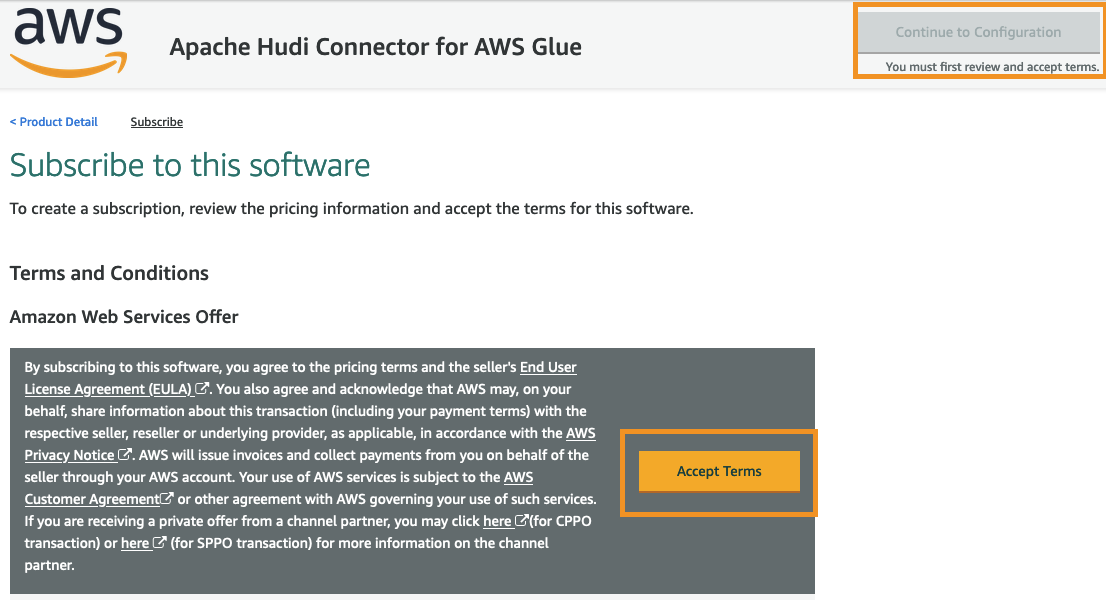 aws
Apache Hudi Connector for AWS Glue
Continue to Configuration
You must first review and accept terms.
< Product Detail
Subscribe
Subscribe to this software
To create a subscription, review the pricing information and accept the terms for this software.
Terms and Conditions
Amazon Web Services Offer
By subscribing to this software, you agree to the pricing terms and the seller's End User
License Agreement (EULA). You also agree and acknowledge that AWS may, on your
behalf, share information about this transaction (including your payment terms) with the
respective seller, reseller or underlying provider, as applicable, in accordance with the AWS
Privacy Notice. AWS will issue invoices and collect payments from you on behalf of the
seller through your AWS account. Your use of AWS services is subject to the AWS
Customer Agreement or other agreement with AWS governing your use of such services.
If you are receiving a private offer from a channel partner, you may click here (for CPPO
transaction) or here (for SPPO transaction) for more information on the channel
partner.
Accept Terms